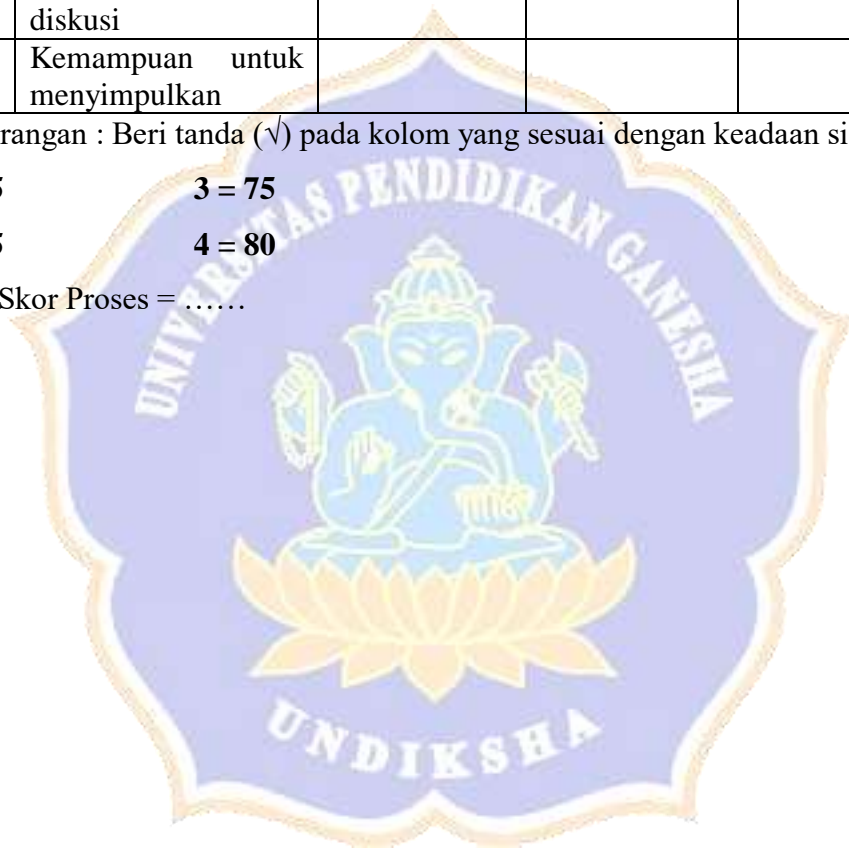 diskusi
Kemampuan untuk
menyimpulkan
rangan : Beri tanda (√) pada kolom yang sesuai dengan keadaan si
5 3 = 75
5 4 = 80
Skor Proses = ……
UNIVERSITAS PENDIDIKAN GANESHA
UNDIKSHA